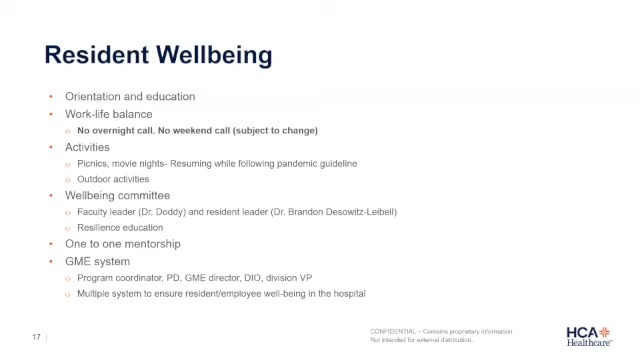 Resident Wellbeing
• Orientation and education
• Work-life balance
o No overnight call. No weekend call (subject to change)
• Activities
o Picnics, movie nights- Resuming while following pandemic guideline
o Outdoor activities
• Wellbeing committee
o Faculty leader (Dr. Doddy) and resident leader (Dr. Brandon Desowitz-Leibell)
o Resilience education
• One to one mentorship
• GME system
o Program coordinator, PD, GME director, DIO, division VP
o Multiple system to ensure resident/employee well-being in the hospital
17
CONFIDENTIAL – Contains proprietary information.
Not intended for external distribution.
HCA
Healthcare™